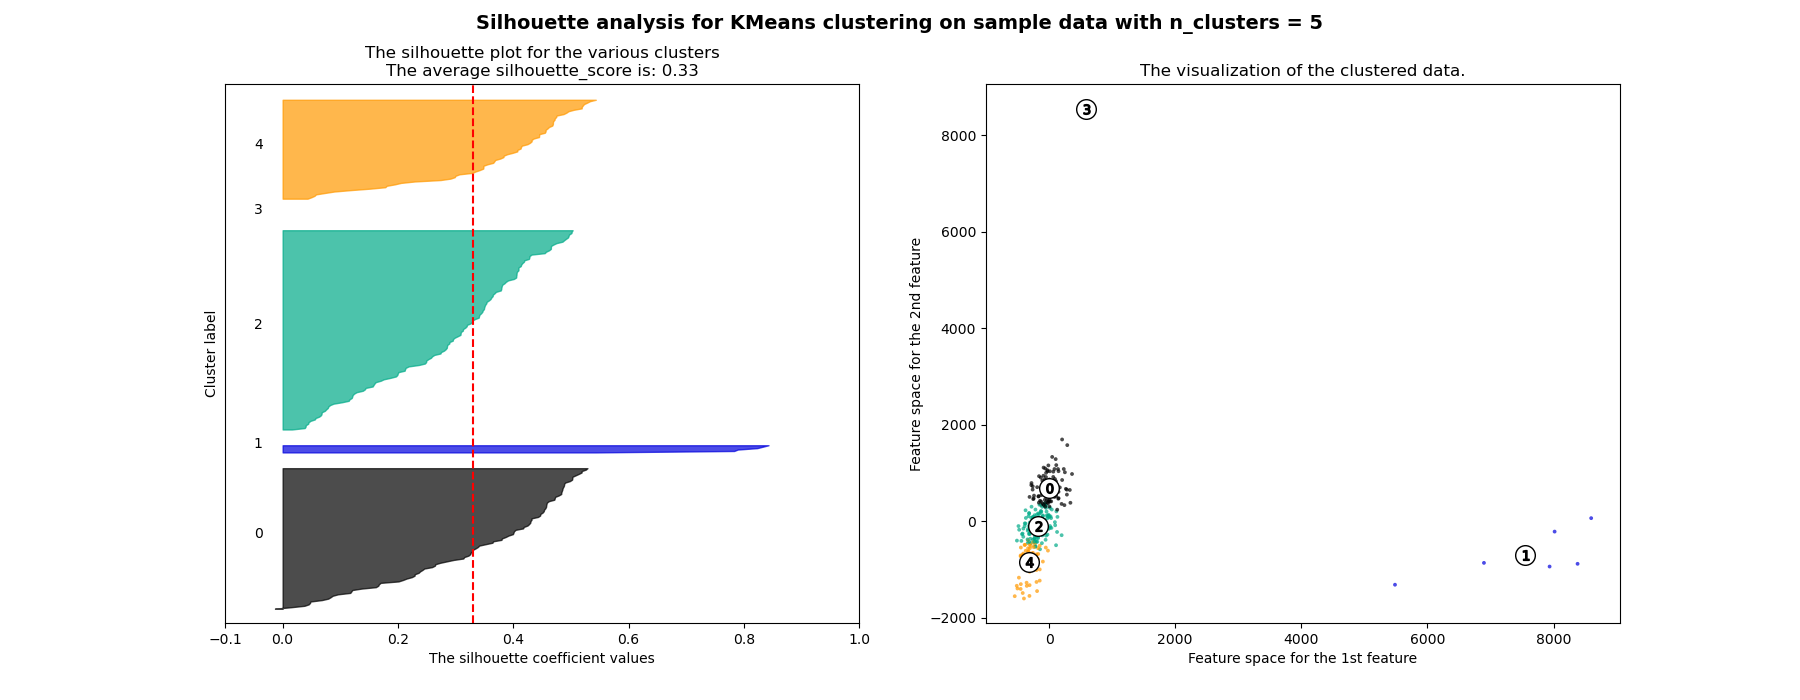 Silhouette analysis for KMeans clustering on sample data with n_clusters = 5
The silhouette plot for the various clusters
The average silhouette_score is: 0.33
4
3
2
1
0
Cluster label
−0.1 0.0 0.2 0.4 0.6 0.8 1.0
The silhouette coefficient values
The visualization of the clustered data.
8000
6000
4000
2000
0
−2000
Feature space for the 2nd feature
3
0
2
4
1
0 2000 4000 6000 8000
Feature space for the 1st feature